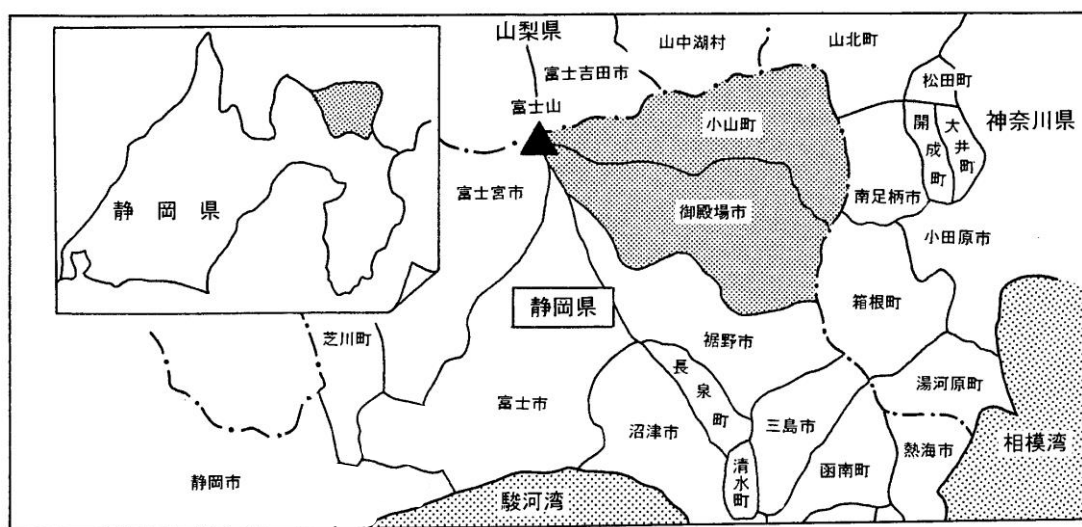 山梨県
山中湖村
山北町
富士吉田市
松田町
富士山
小山町
開成町
大井町
神奈川県
静岡県
富士宮市
御殿場市
南足柄市
小田原市
静岡県
箱根町
芝川町
裾野市
長泉町
湯河原町
富士市
沼津市
三島市
清水町
函南町
熱海市
相模湾
静岡市
駿河湾